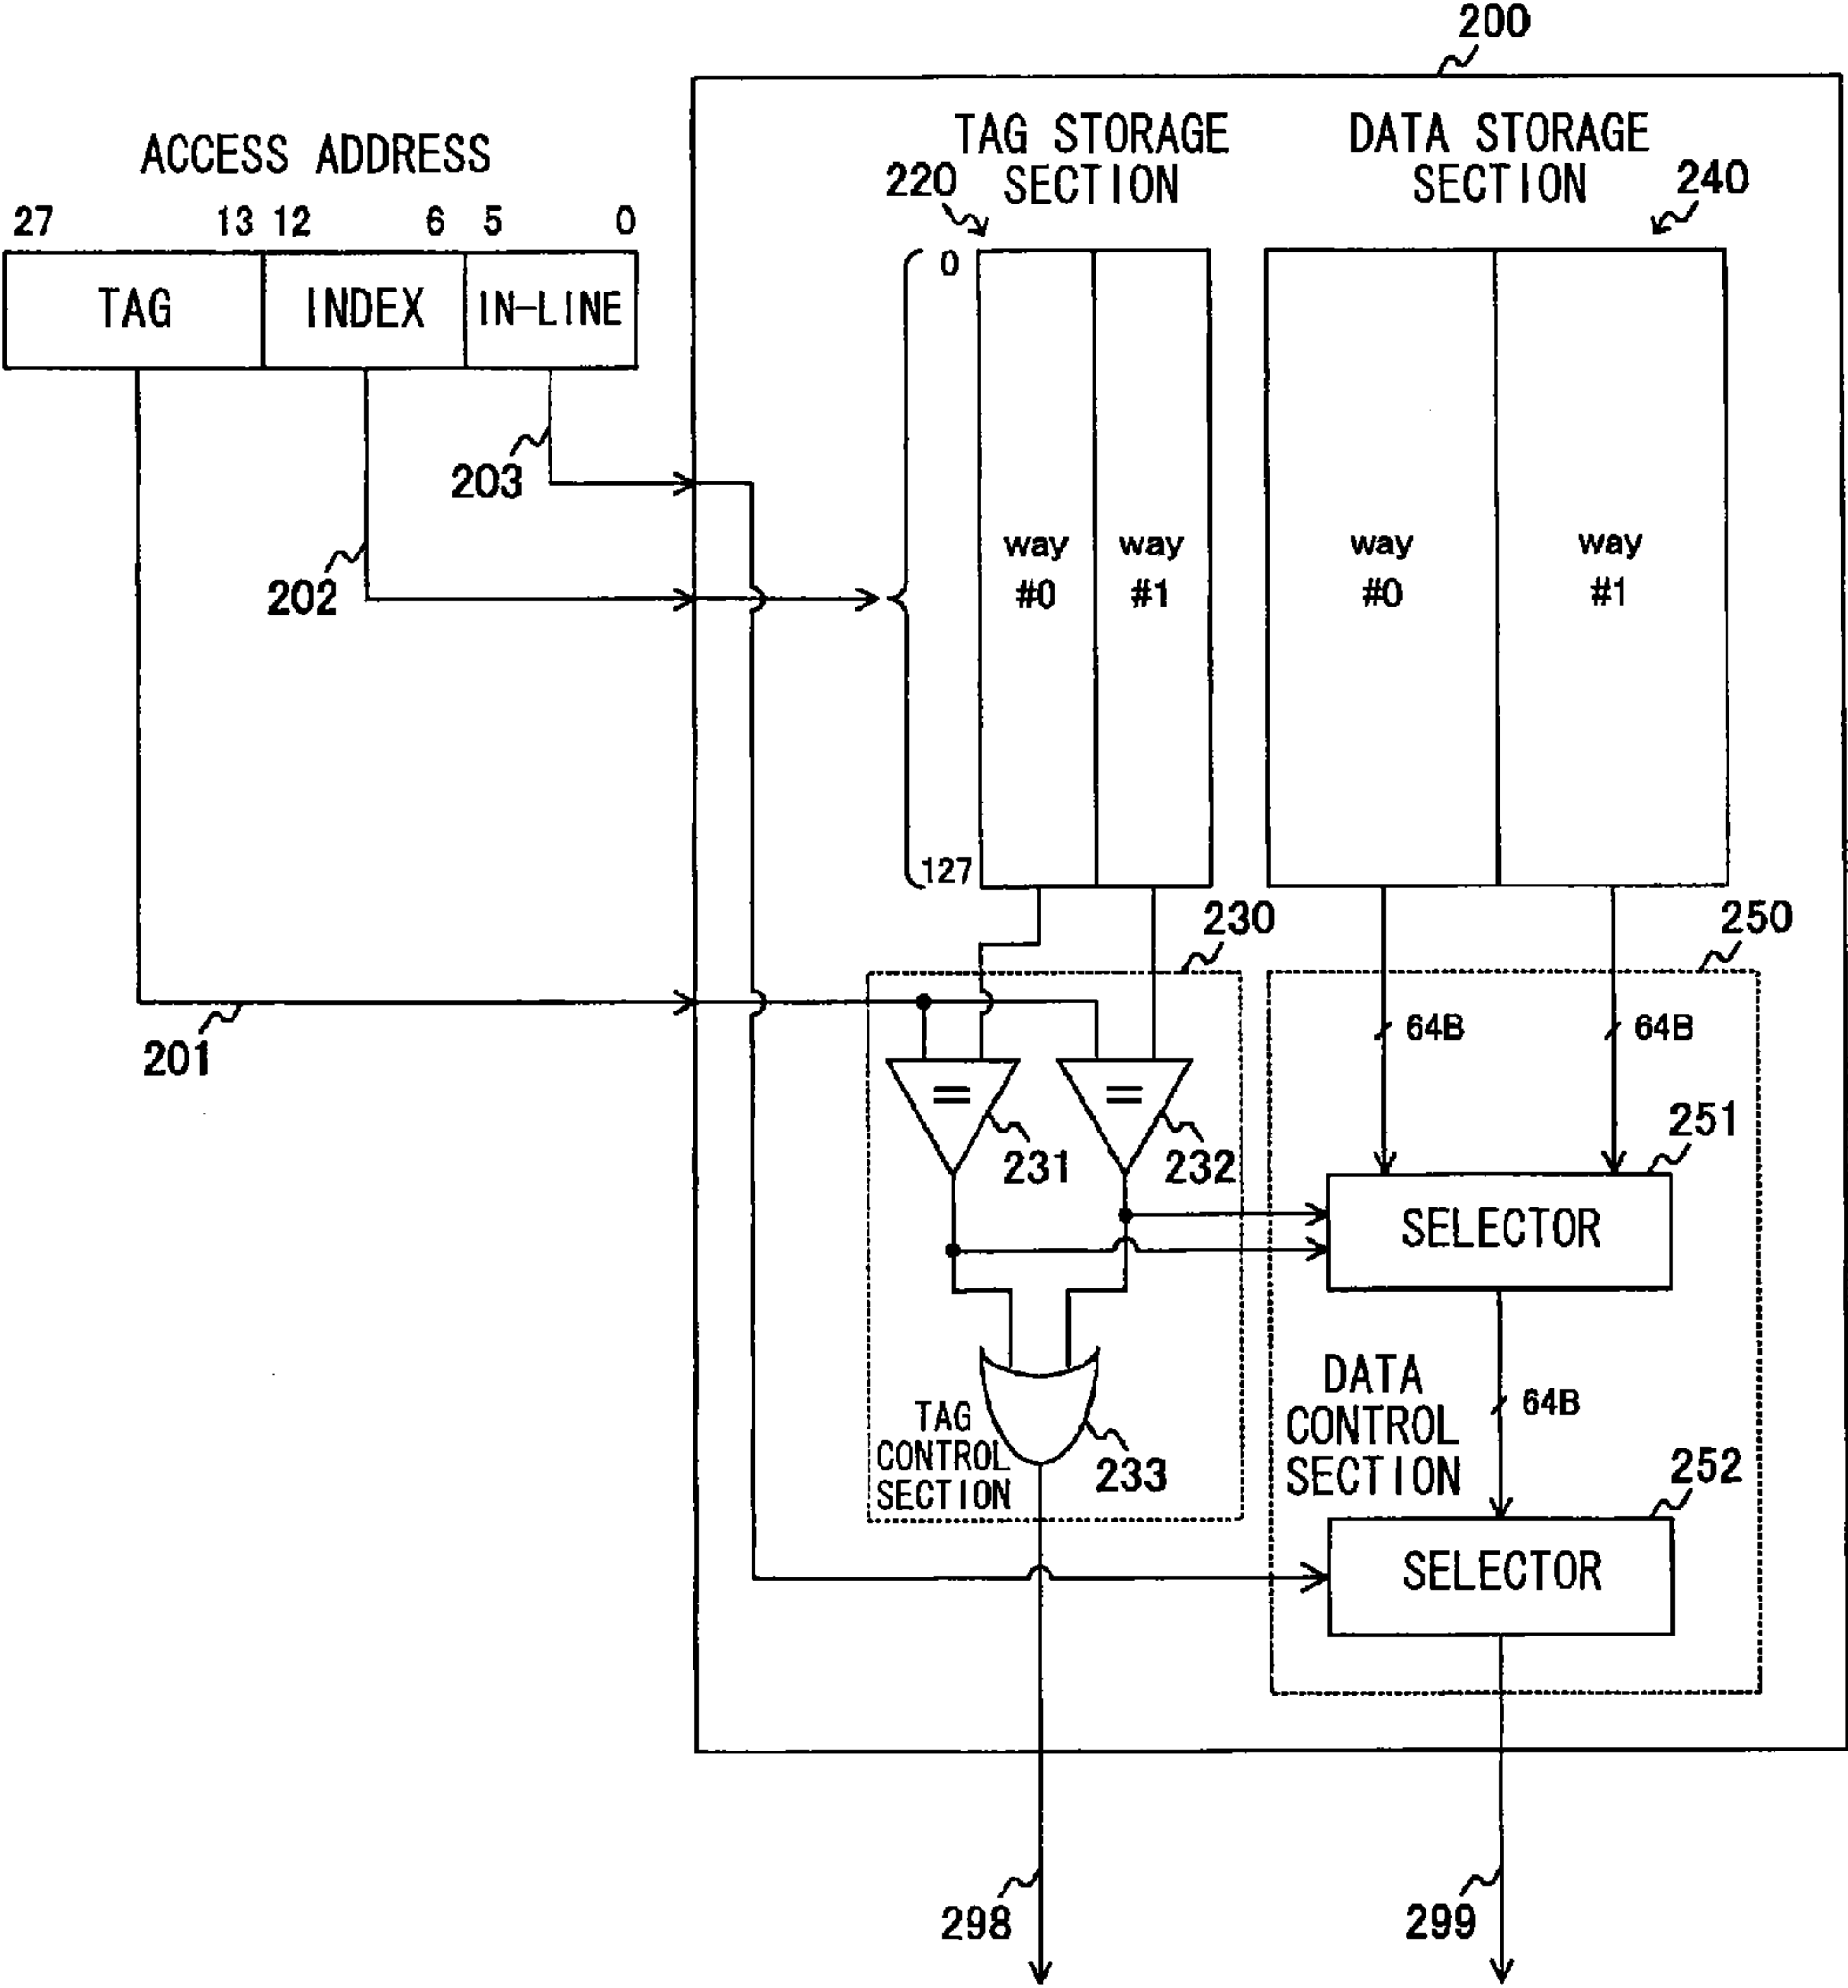 200
ACCESS ADDRESS
27 13 12 6 5 0
TAG INDEX IN-LINE
TAG STORAGE
SECTION
220
DATA STORAGE
SECTION
240
0
127
way
#0
way
#1
way
#0
way
#1
203
202
201
230
250
64B
64B
=
=
231
232
251
SELECTOR
TAG
CONTROL
SECTION
233
DATA
CONTROL
SECTION
64B
252
SELECTOR
298
299